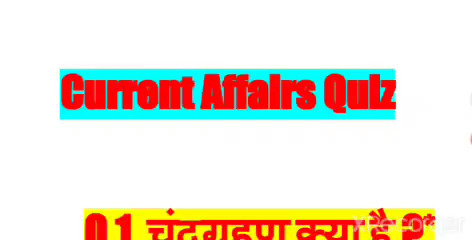 Current Affairs Quiz
Q.1 चंद्रग्रहण क्या है ?*